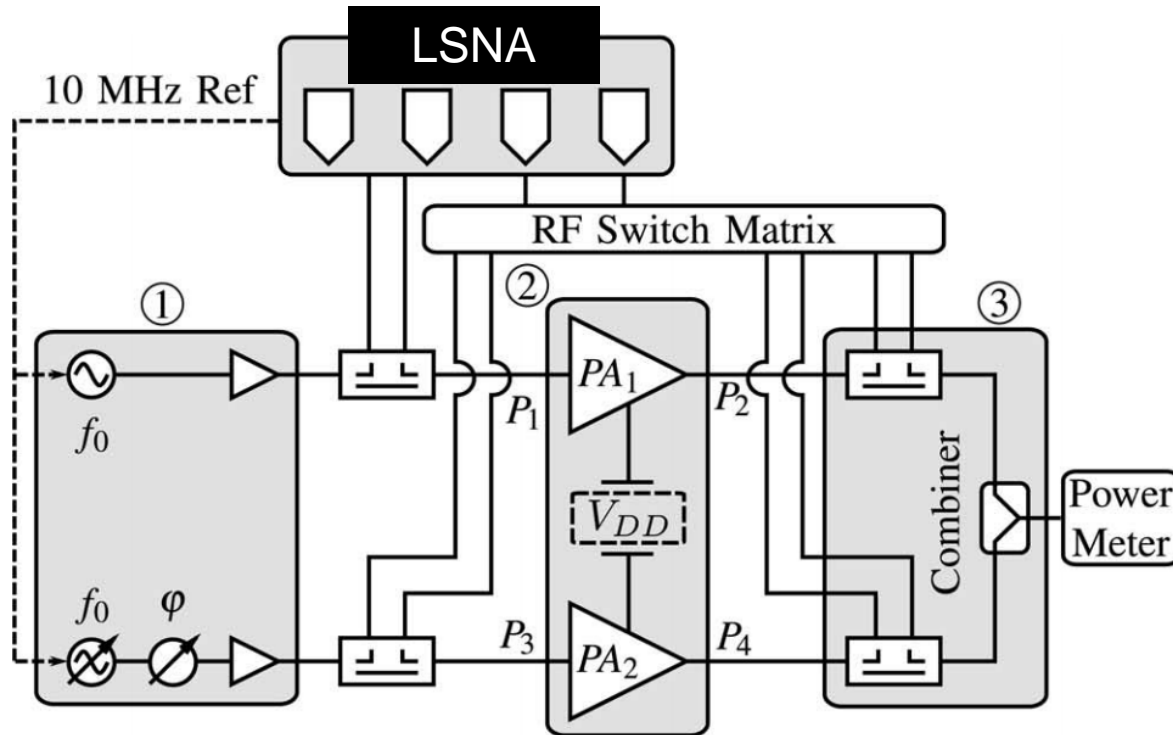 LSNA
10 MHz Ref
RF Switch Matrix
①
②
③
f₀
P₁
PA₁
P₂
V_DD
Combiner
Power
Meter
f₀
φ
P₃
PA₂
P₄